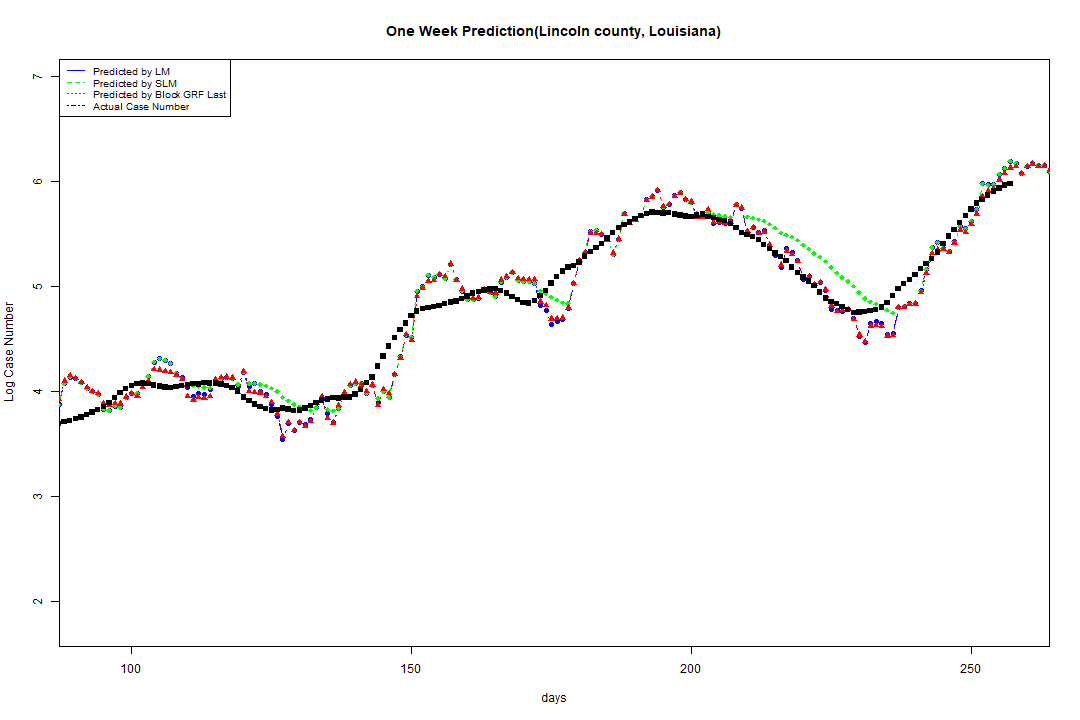 One Week Prediction(Lincoln county, Louisiana)
Predicted by LM
Predicted by SLM
Predicted by Block GRF Last
Actual Case Number
7
6
5
4
3
2
Log Case Number
100 150 200 250
days